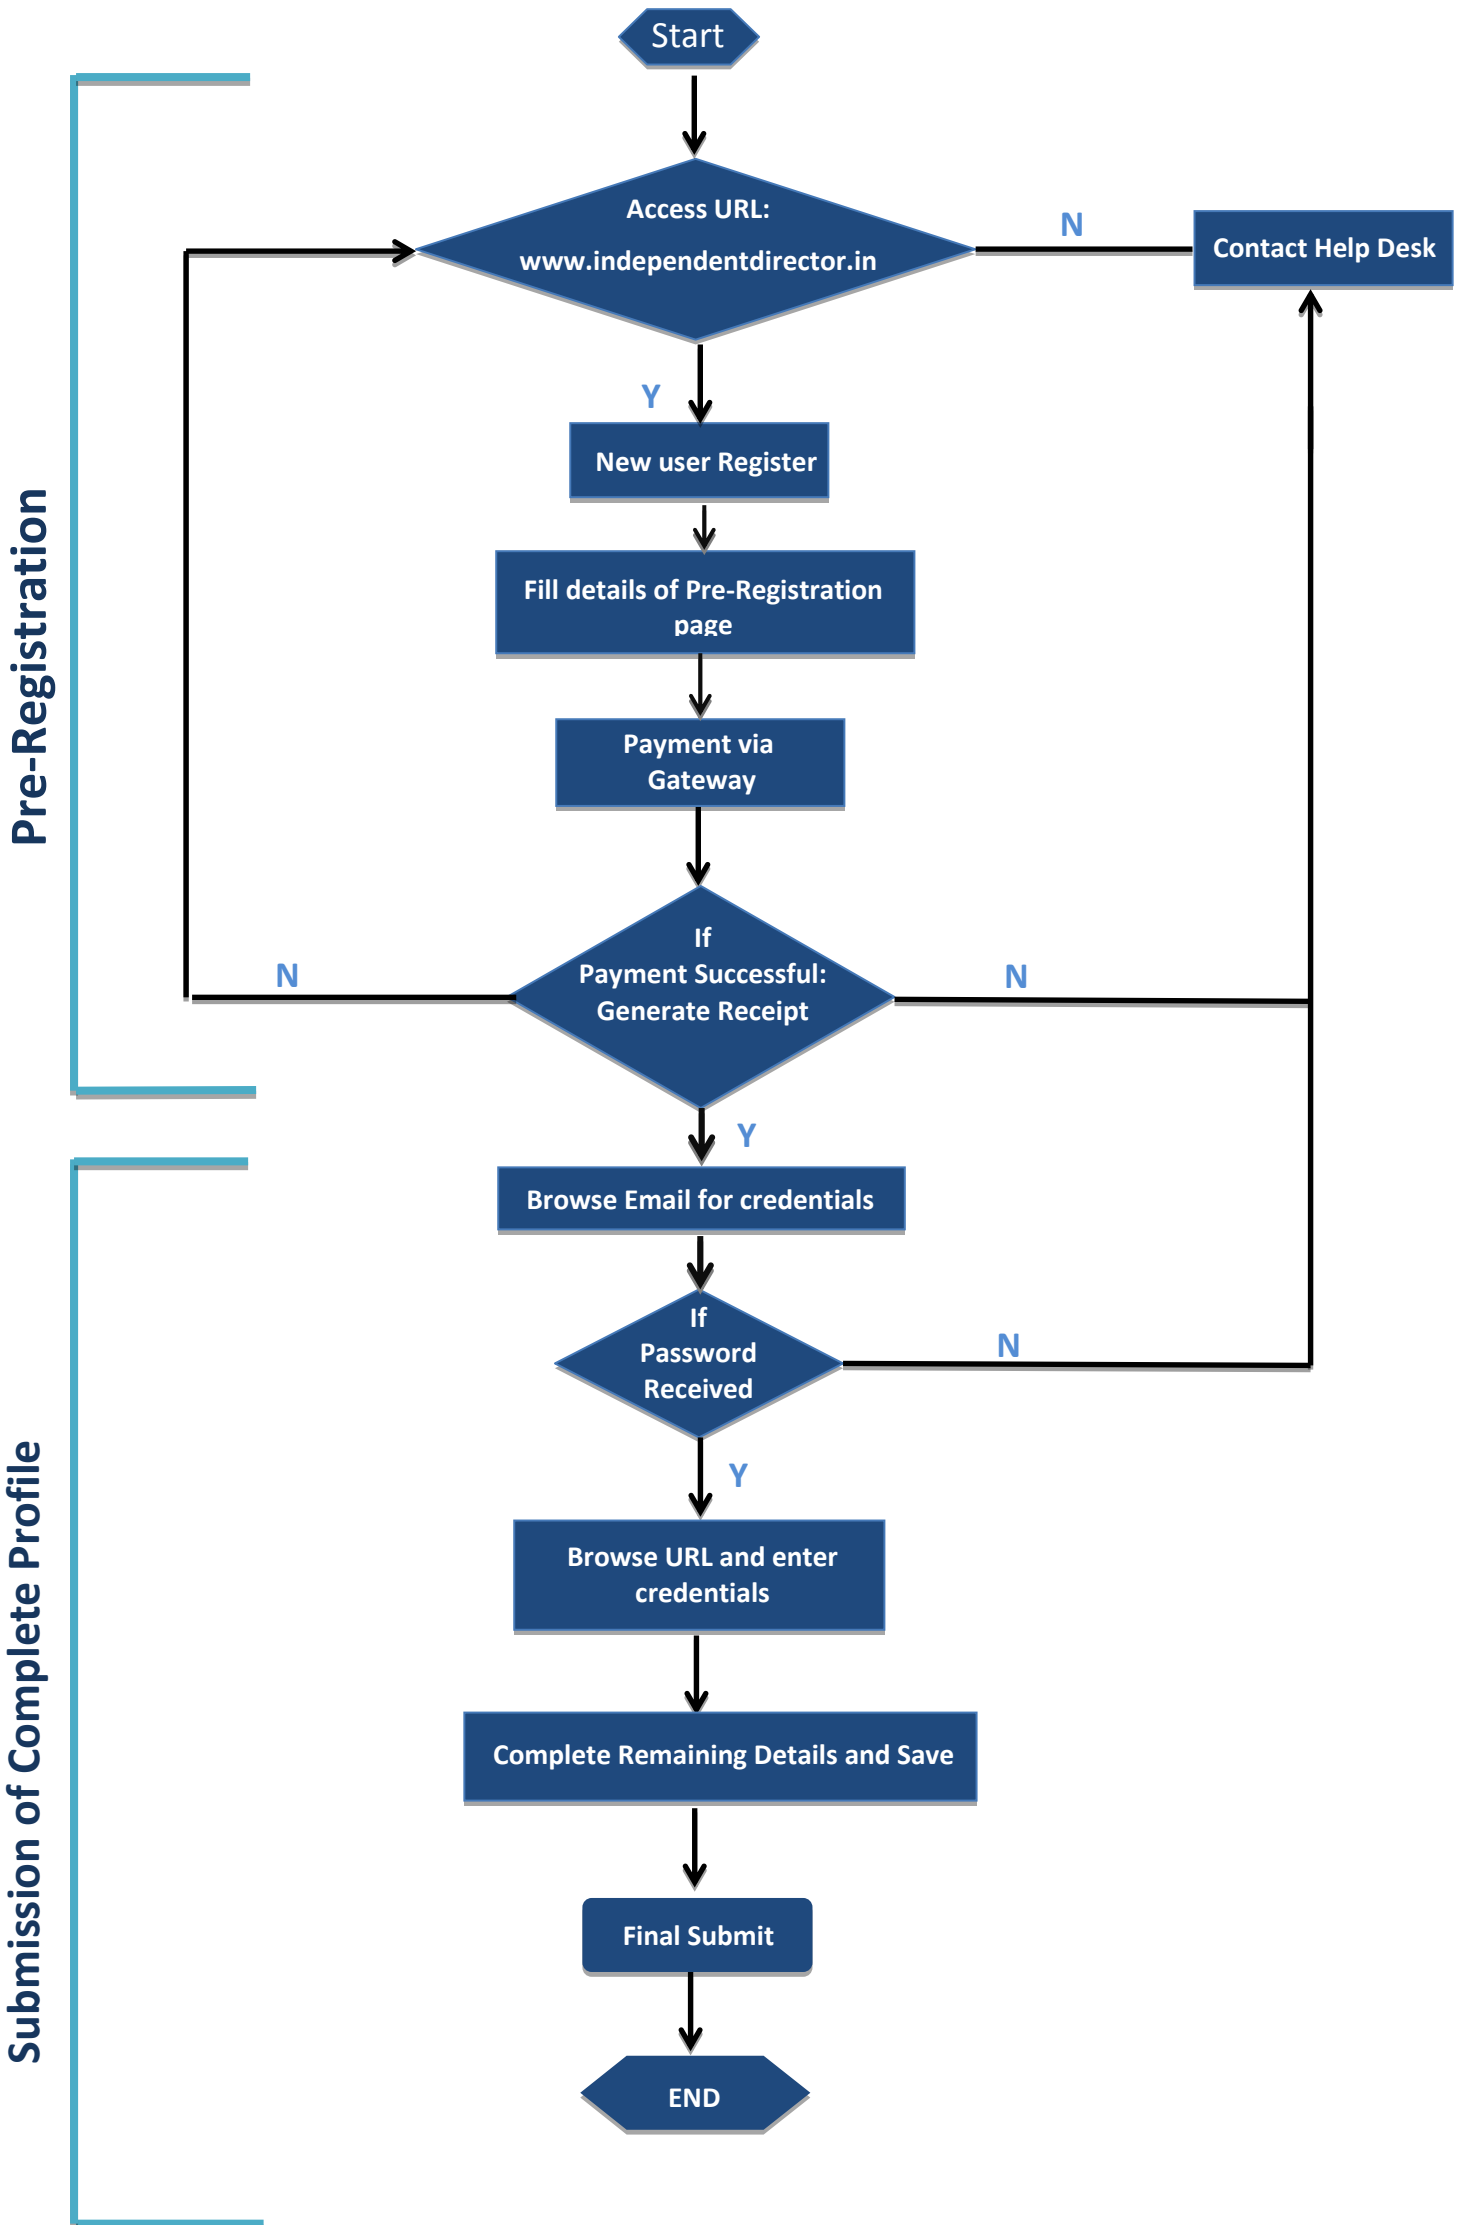 Start
Access URL:
www.independentdirector.in
N
Contact Help Desk
Y
New user Register
Fill details of Pre-Registration
page
Payment via
Gateway
Pre-Registration
If
Payment Successful:
Generate Receipt
N
N
Y
Browse Email for credentials
If
Password
Received
N
Y
Browse URL and enter
credentials
Submission of Complete Profile
Complete Remaining Details and Save
Final Submit
END